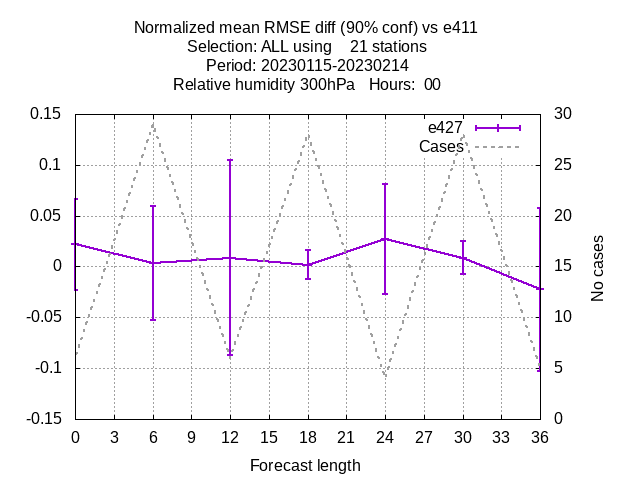 Normalized mean RMSE diff (90% conf) vs e411
Selection: ALL using    21 stations
Period: 20230115-20230214
Relative humidity 300hPa   Hours:  00
0.15
0.1
0.05
0
-0.05
-0.1
-0.15
30
25
20
15
10
5
0
e427
Cases
No cases
0 3 6 9 12 15 18 21 24 27 30 33 36
Forecast length